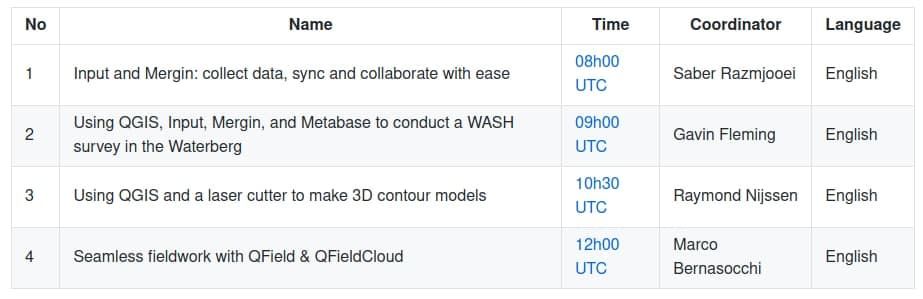 No Name Time Coordinator Language
1 Input and Mergin: collect data, sync and collaborate with ease 08h00 UTC Saber Razmjooei English
2 Using QGIS, Input, Mergin, and Metabase to conduct a WASH survey in the Waterberg 09h00 UTC Gavin Fleming English
3 Using QGIS and a laser cutter to make 3D contour models 10h30 UTC Raymond Nijssen English
4 Seamless fieldwork with QField & QFieldCloud 12h00 UTC Marco Bernasocchi English